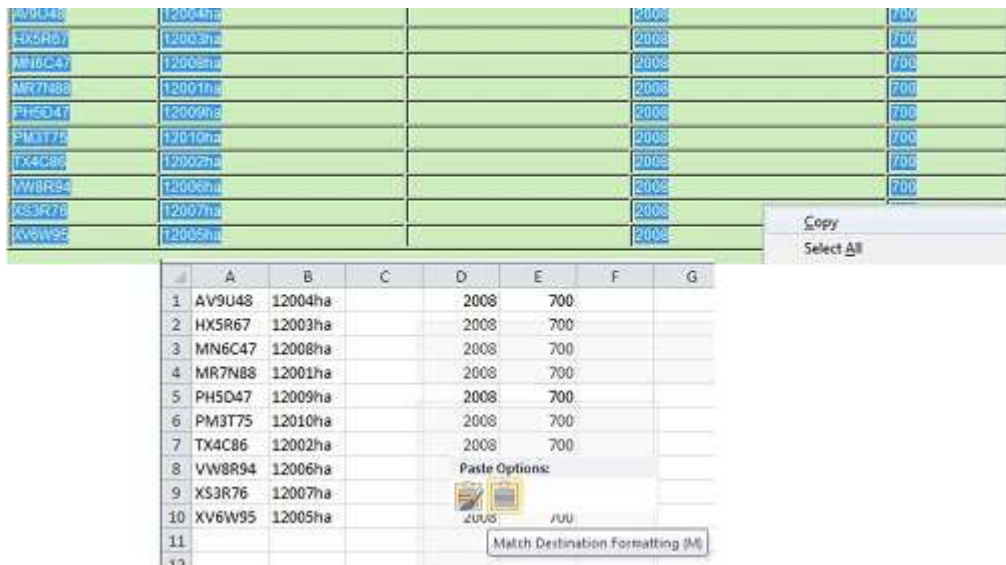 AV9U48 12004ha 2008 700
HX5R67 12003ha 2008 700
MN6C47 12008ha 2008 700
MR7N88 12001ha 2008 700
PH5D47 12009ha 2008 700
PM3T75 12010ha 2008 700
TX4C86 12002ha 2008 700
VW8R94 12006ha 2008 700
XS3R76 12007ha 2008
XV6W95 12005ha 2008
Copy
Select All
A B C D E F G
1 AV9U48 12004ha 2008 700
2 HX5R67 12003ha 2008 700
3 MN6C47 12008ha 2008 700
4 MR7N88 12001ha 2008 700
5 PH5D47 12009ha 2008 700
6 PM3T75 12010ha 2008 700
7 TX4C86 12002ha 2008 700
8 VW8R94 12006ha Paste Options:
9 XS3R76 12007ha
10 XV6W95 12005ha 2008 700
11 Match Destination Formatting (M)
12